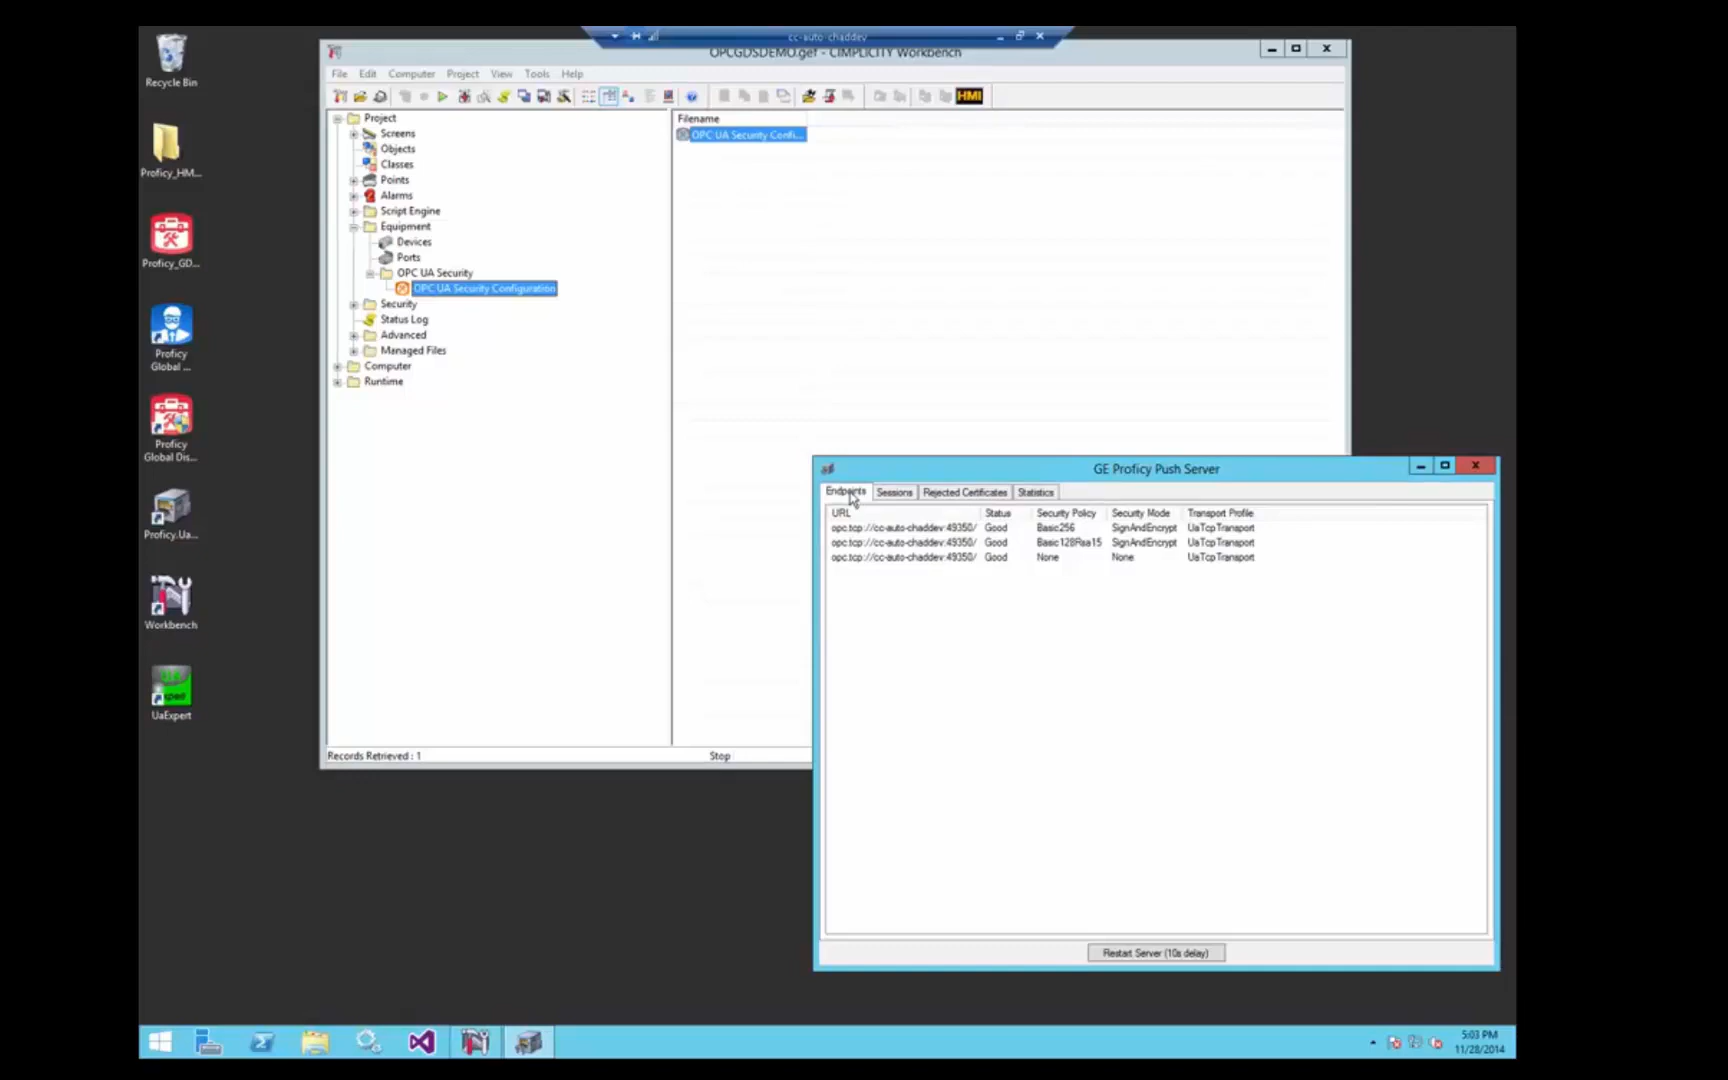 cc-auto-chaddev
OPCGDSDEMO.gef - CIMPLICITY Workbench
File Edit Computer Project View Tools Help
HMI
Recycle Bin
Proficy_HM...
Proficy_GD...
Proficy
Global ...
Proficy
Global Dis...
Proficy.Ua...
Workbench
UaExpert
Project
Screens
Objects
Classes
Points
Alarms
Script Engine
Equipment
Devices
Ports
OPC UA Security
OPC UA Security Configuration
Security
Status Log
Advanced
Managed Files
Computer
Runtime
Filename
OPC UA Security Confi...
Records Retrieved : 1
Stop
GE Proficy Push Server
Endpoints Sessions Rejected Certificates Statistics
URL Status Security Policy Security Mode Transport Profile
opc.tcp://cc-auto-chaddev:49350/ Good Basic256 SignAndEncrypt UaTcpTransport
opc.tcp://cc-auto-chaddev:49350/ Good Basic128Rsa15 SignAndEncrypt UaTcpTransport
opc.tcp://cc-auto-chaddev:49350/ Good None None UaTcpTransport
Restart Server (10s delay)
5:03 PM
11/28/2014